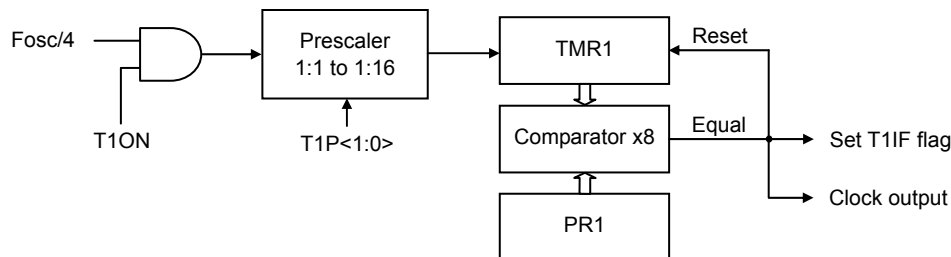 Fosc/4
T1ON
Prescaler
1:1 to 1:16
T1P<1:0>
TMR1
Reset
Comparator x8
Equal
Set T1IF flag
Clock output
PR1